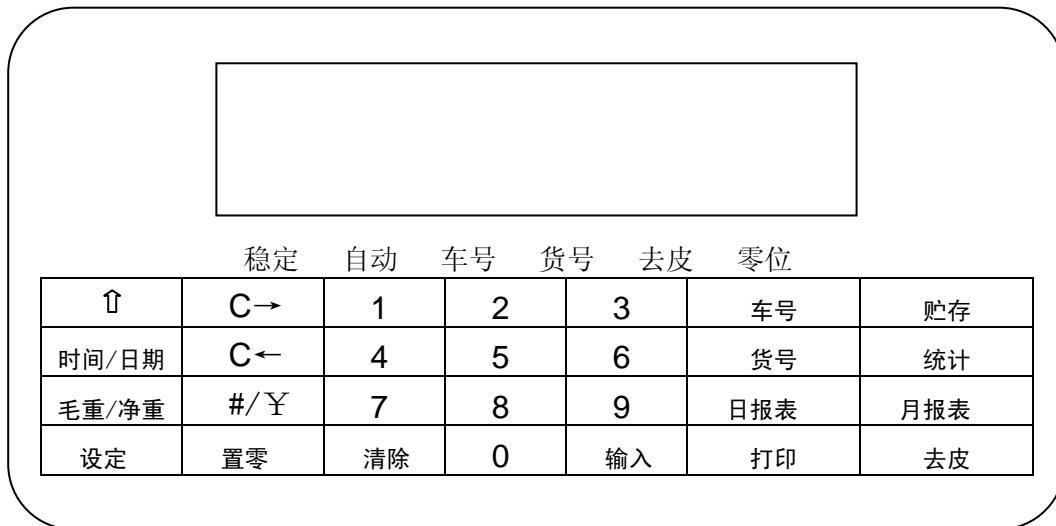 稳定 自动 车号 货号 去皮 零位
⇧ C→ 1 2 3 车号 贮存
时间/日期 C← 4 5 6 货号 统计
毛重/净重 #/￥ 7 8 9 日报表 月报表
设定 置零 清除 0 输入 打印 去皮